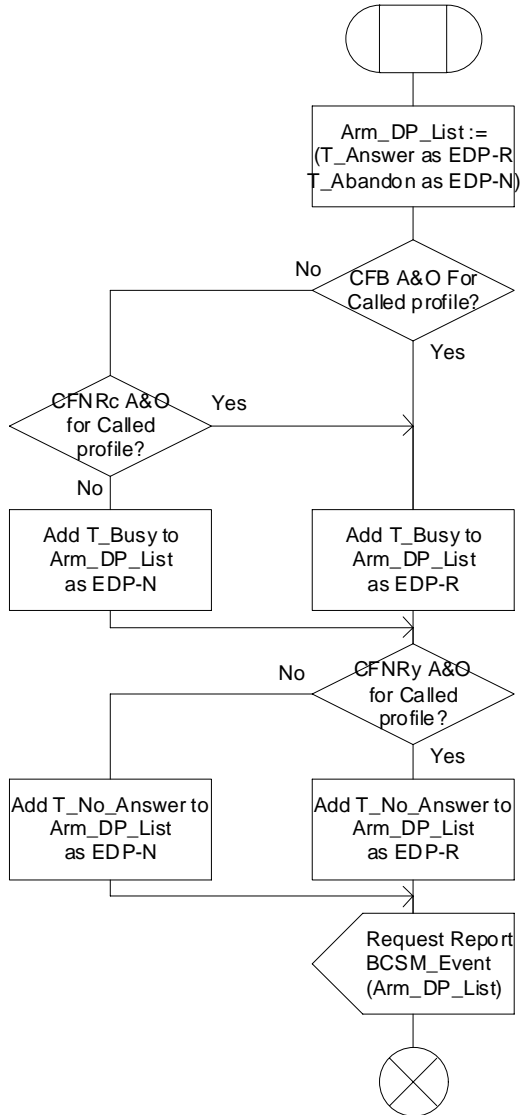 Arm_DP_List :=
(T_Answer as EDP-R
T_Abandon as EDP-N)
No
CFB A&O For
Called profile?
Yes
CFNRc A&O
for Called
profile?
Yes
No
Add T_Busy to
Arm_DP_List
as EDP-N
Add T_Busy to
Arm_DP_List
as EDP-R
No
CFNRy A&O
for Called
profile?
Yes
Add T_No_Answer to
Arm_DP_List
as EDP-N
Add T_No_Answer to
Arm_DP_List
as EDP-R
Request Report
BCSM_Event
(Arm_DP_List)